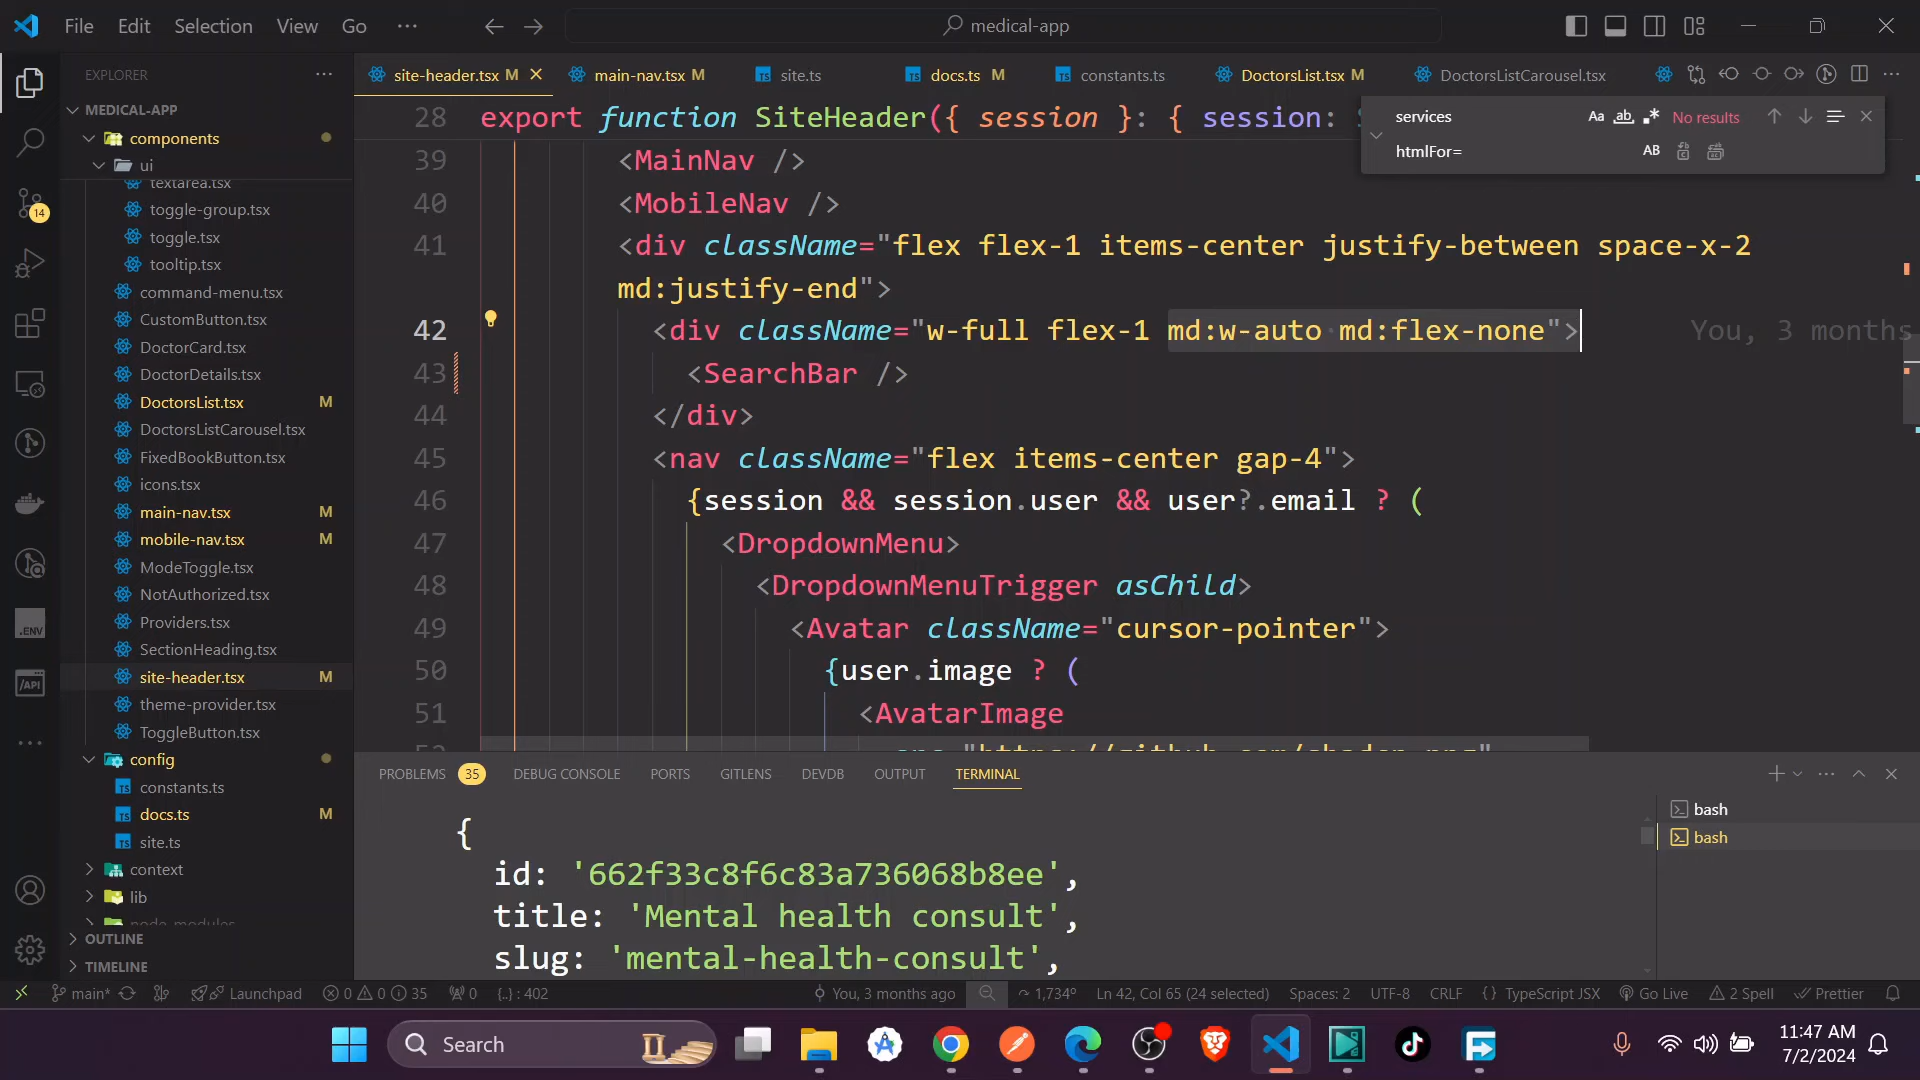 File Edit Selection View Go ··· medical-app
EXPLORER ···
MEDICAL-APP
components
ui
textarea.tsx
toggle-group.tsx
toggle.tsx
tooltip.tsx
command-menu.tsx
CustomButton.tsx
DoctorCard.tsx
DoctorDetails.tsx
DoctorsList.tsx M
DoctorsListCarousel.tsx
FixedBookButton.tsx
icons.tsx
main-nav.tsx M
mobile-nav.tsx M
ModeToggle.tsx
NotAuthorized.tsx
Providers.tsx
SectionHeading.tsx
site-header.tsx M
theme-provider.tsx
ToggleButton.tsx
config
constants.ts
docs.ts M
site.ts
context
lib
node-modules
OUTLINE
TIMELINE
14
.ENV
/API
site-header.tsx M main-nav.tsx M site.ts docs.ts M constants.ts DoctorsList.tsx M DoctorsListCarousel.tsx
services Aa ab No results
htmlFor= AB
28 export function SiteHeader({ session }: { session:
39 <MainNav />
40 <MobileNav />
41 <div className="flex flex-1 items-center justify-between space-x-2
md:justify-end">
42 <div className="w-full flex-1 md:w-auto md:flex-none"> You, 3 months
43 <SearchBar />
44 </div>
45 <nav className="flex items-center gap-4">
46 {session && session.user && user?.email ? (
47 <DropdownMenu>
48 <DropdownMenuTrigger asChild>
49 <Avatar className="cursor-pointer">
50 {user.image ? (
51 <AvatarImage
PROBLEMS 35 DEBUG CONSOLE PORTS GITLENS DEVDB OUTPUT TERMINAL
{
id: '662f33c8f6c83a736068b8ee',
title: 'Mental health consult',
slug: 'mental-health-consult',
bash
bash
main* Launchpad 0 0 35 0 {..} : 402 You, 3 months ago 1,734° Ln 42, Col 65 (24 selected) Spaces: 2 UTF-8 CRLF {} TypeScript JSX Go Live 2 Spell Prettier
Search
11:47 AM
7/2/2024